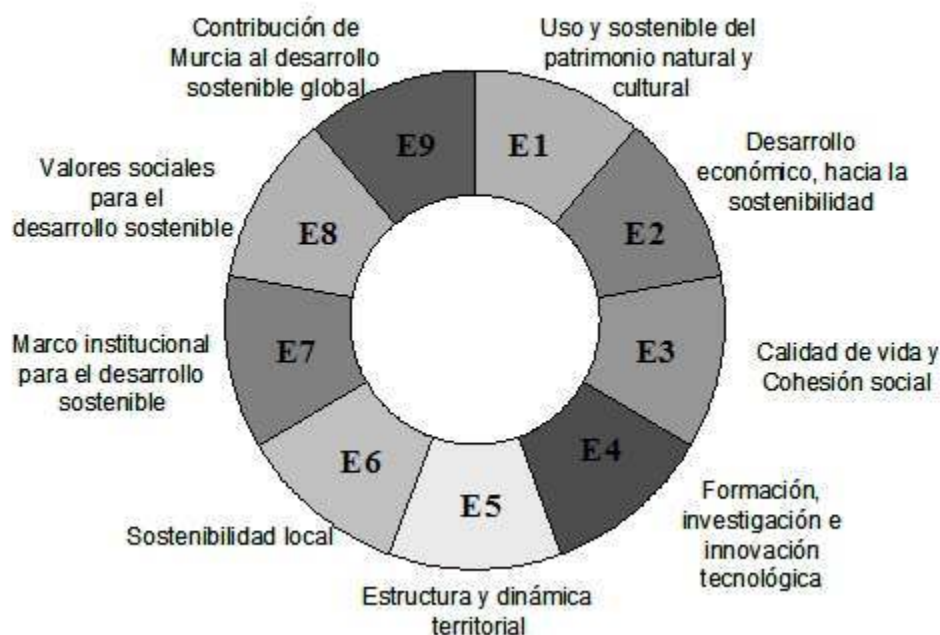 Contribución de
Murcia al desarrollo
sostenible global
Uso y sostenible del
patrimonio natural y
cultural
E9
E1
Valores sociales
para el
desarrollo sostenible
Desarrollo
económico, hacia la
sostenibilidad
E8
E2
Marco institucional
para el desarrollo
sostenible
E7
E3
Calidad de vida y
Cohesión social
E6
E4
E5
Sostenibilidad local
Formación,
investigación e
innovación
tecnológica
Estructura y dinámica
territorial